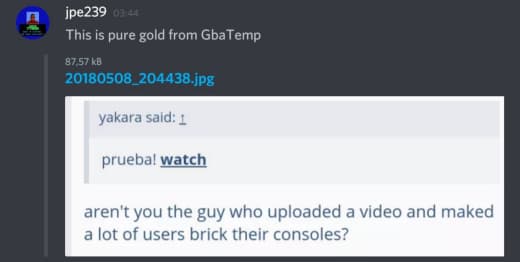 jpe239 03:44
This is pure gold from GbaTemp
87,57 kB
20180508_204438.jpg
yakara said: ↑
prueba! watch
aren't you the guy who uploaded a video and maked
a lot of users brick their consoles?